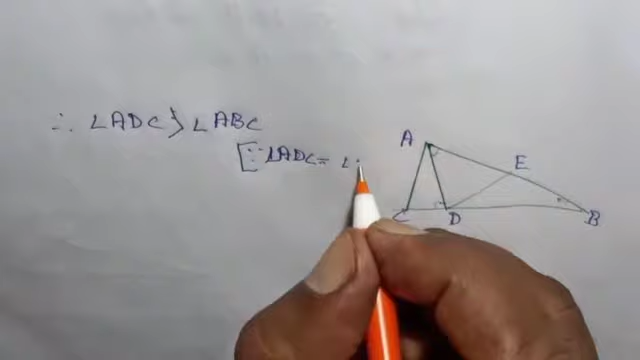 ∴ ∠ADC > ∠ABC
[∵ ∠ADC = ∠
A
E
C
D
B